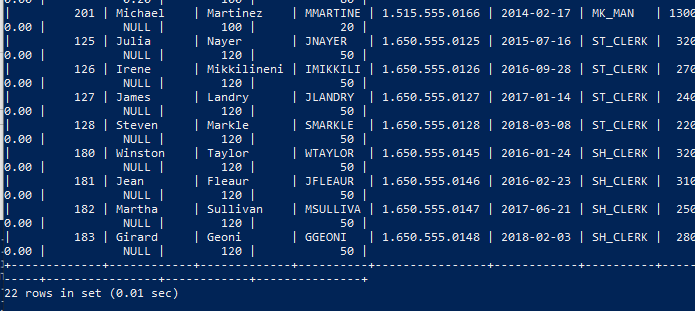 0.00 | 0.20 | 80 |
| 201 | Michael | Martinez | MMARTINE | 1.515.555.0166 | 2014-02-17 | MK_MAN | 1300
0.00 | NULL | 100 | 20 |
| 125 | Julia | Nayer | JNAYER | 1.650.555.0125 | 2015-07-16 | ST_CLERK | 320
0.00 | NULL | 120 | 50 |
| 126 | Irene | Mikkilineni | IMIKKILI | 1.650.555.0126 | 2016-09-28 | ST_CLERK | 270
0.00 | NULL | 120 | 50 |
| 127 | James | Landry | JLANDRY | 1.650.555.0127 | 2017-01-14 | ST_CLERK | 240
0.00 | NULL | 120 | 50 |
| 128 | Steven | Markle | SMARKLE | 1.650.555.0128 | 2018-03-08 | ST_CLERK | 220
0.00 | NULL | 120 | 50 |
| 180 | Winston | Taylor | WTAYLOR | 1.650.555.0145 | 2016-01-24 | SH_CLERK | 320
0.00 | NULL | 120 | 50 |
| 181 | Jean | Fleaur | JFLEAUR | 1.650.555.0146 | 2016-02-23 | SH_CLERK | 310
0.00 | NULL | 120 | 50 |
| 182 | Martha | Sullivan | MSULLIVA | 1.650.555.0147 | 2017-06-21 | SH_CLERK | 250
0.00 | NULL | 120 | 50 |
| 183 | Girard | Geoni | GGEONI | 1.650.555.0148 | 2018-02-03 | SH_CLERK | 280
0.00 | NULL | 120 | 50 |
+-------------+-------------+-------------+----------+----------------+------------+----------+-----
-----+----------------+------------+---------------+
22 rows in set (0.01 sec)